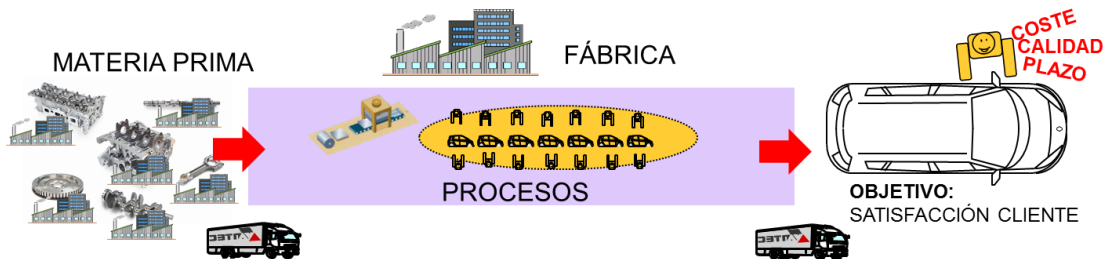 MATERIA PRIMA
FÁBRICA
PROCESOS
COSTE
CALIDAD
PLAZO
OBJETIVO:
SATISFACCIÓN CLIENTE